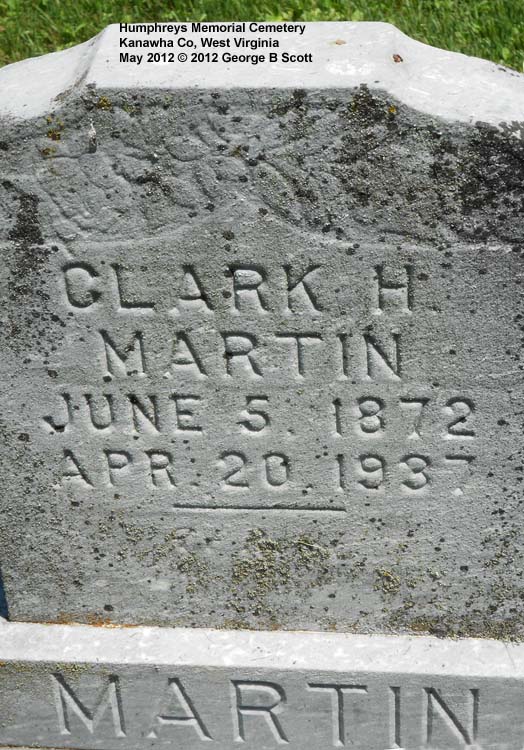 Humphreys Memorial Cemetery
Kanawha Co, West Virginia
May 2012 © 2012 George B Scott
CLARK H.
MARTIN
JUNE 5, 1872
APR. 20, 1937
MARTIN